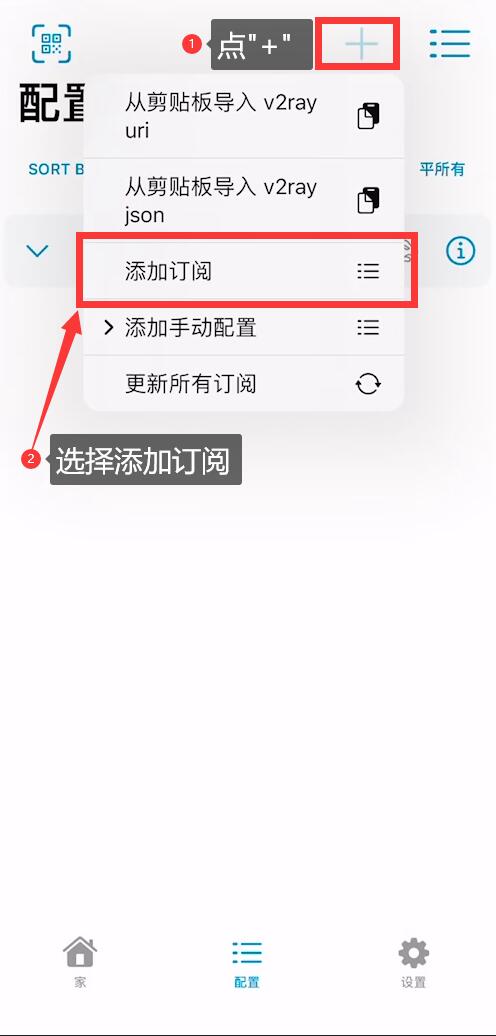 1 点"+"
配置
从剪贴板导入 v2ray
uri
SORT B
平所有
从剪贴板导入 v2ray
json
添加订阅
添加手动配置
更新所有订阅
2 选择添加订阅
家
配置
设置